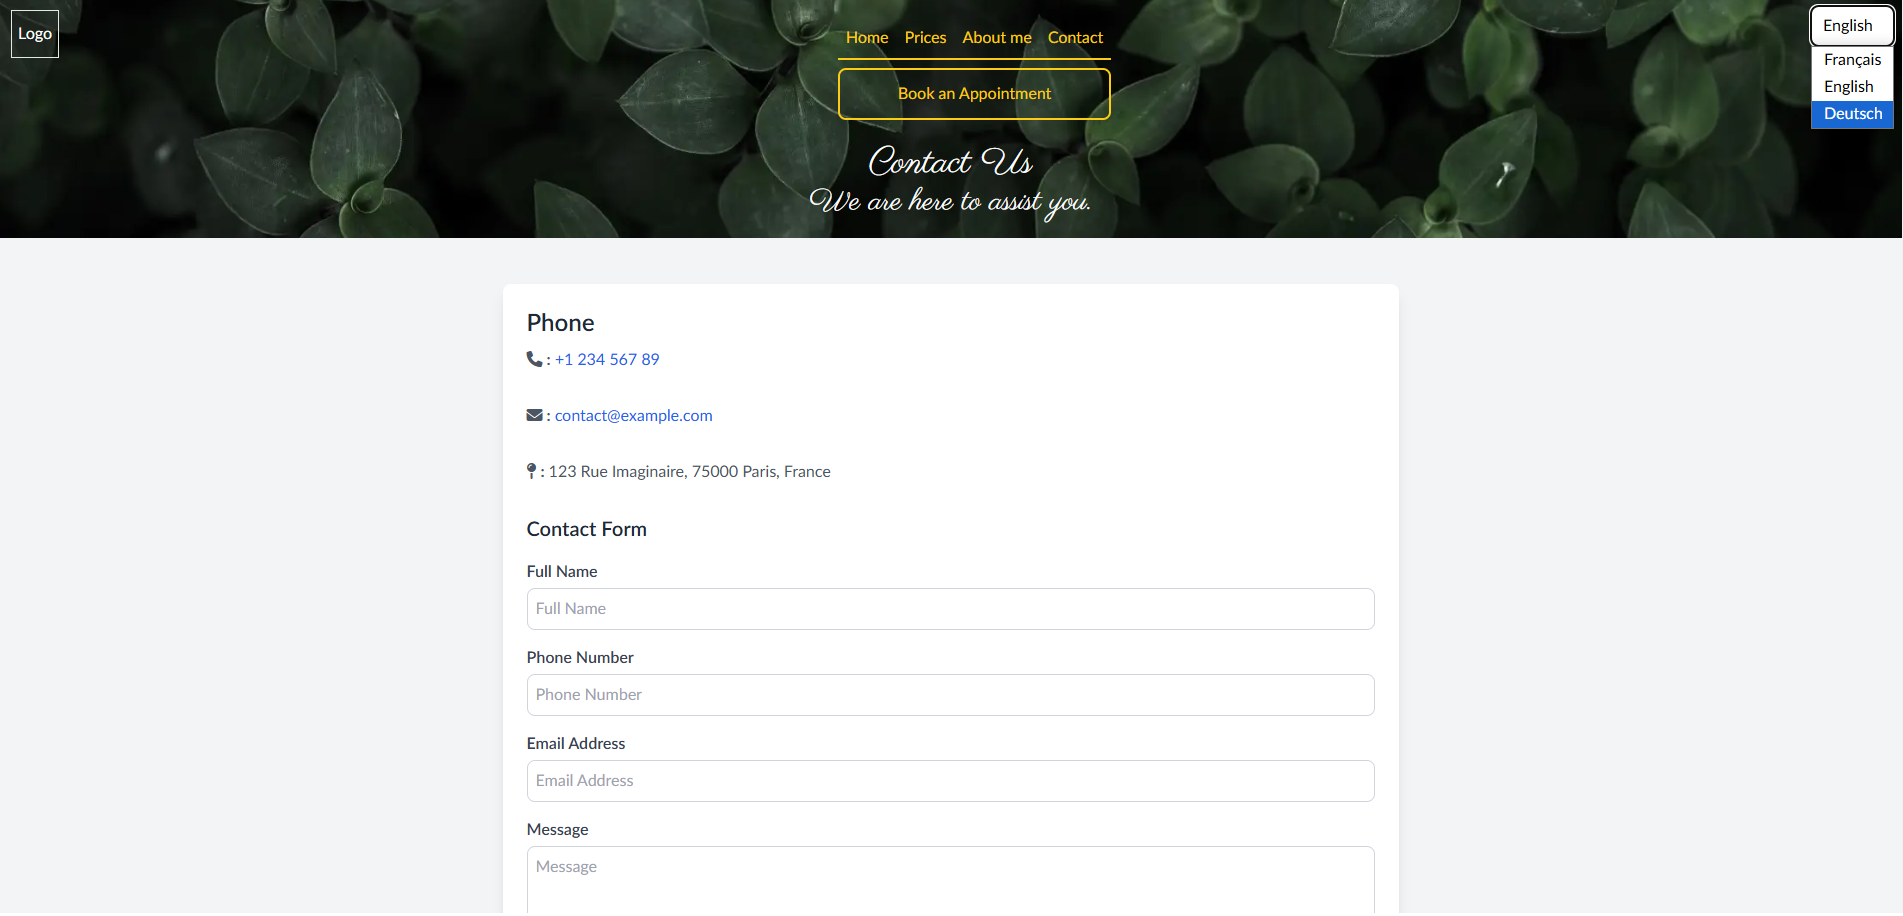 Logo
Home Prices About me Contact
Book an Appointment
English
Français
English
Deutsch
Contact Us
We are here to assist you.
Phone
: +1 234 567 89
: contact@example.com
: 123 Rue Imaginaire, 75000 Paris, France
Contact Form
Full Name
Full Name
Phone Number
Phone Number
Email Address
Email Address
Message
Message